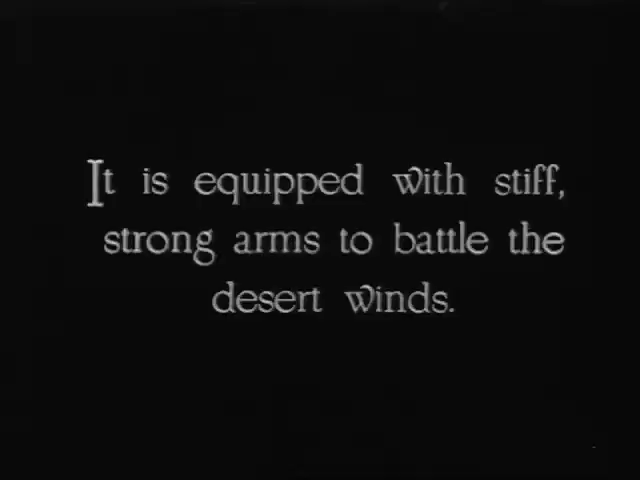 It is equipped with stiff,
strong arms to battle the
desert winds.